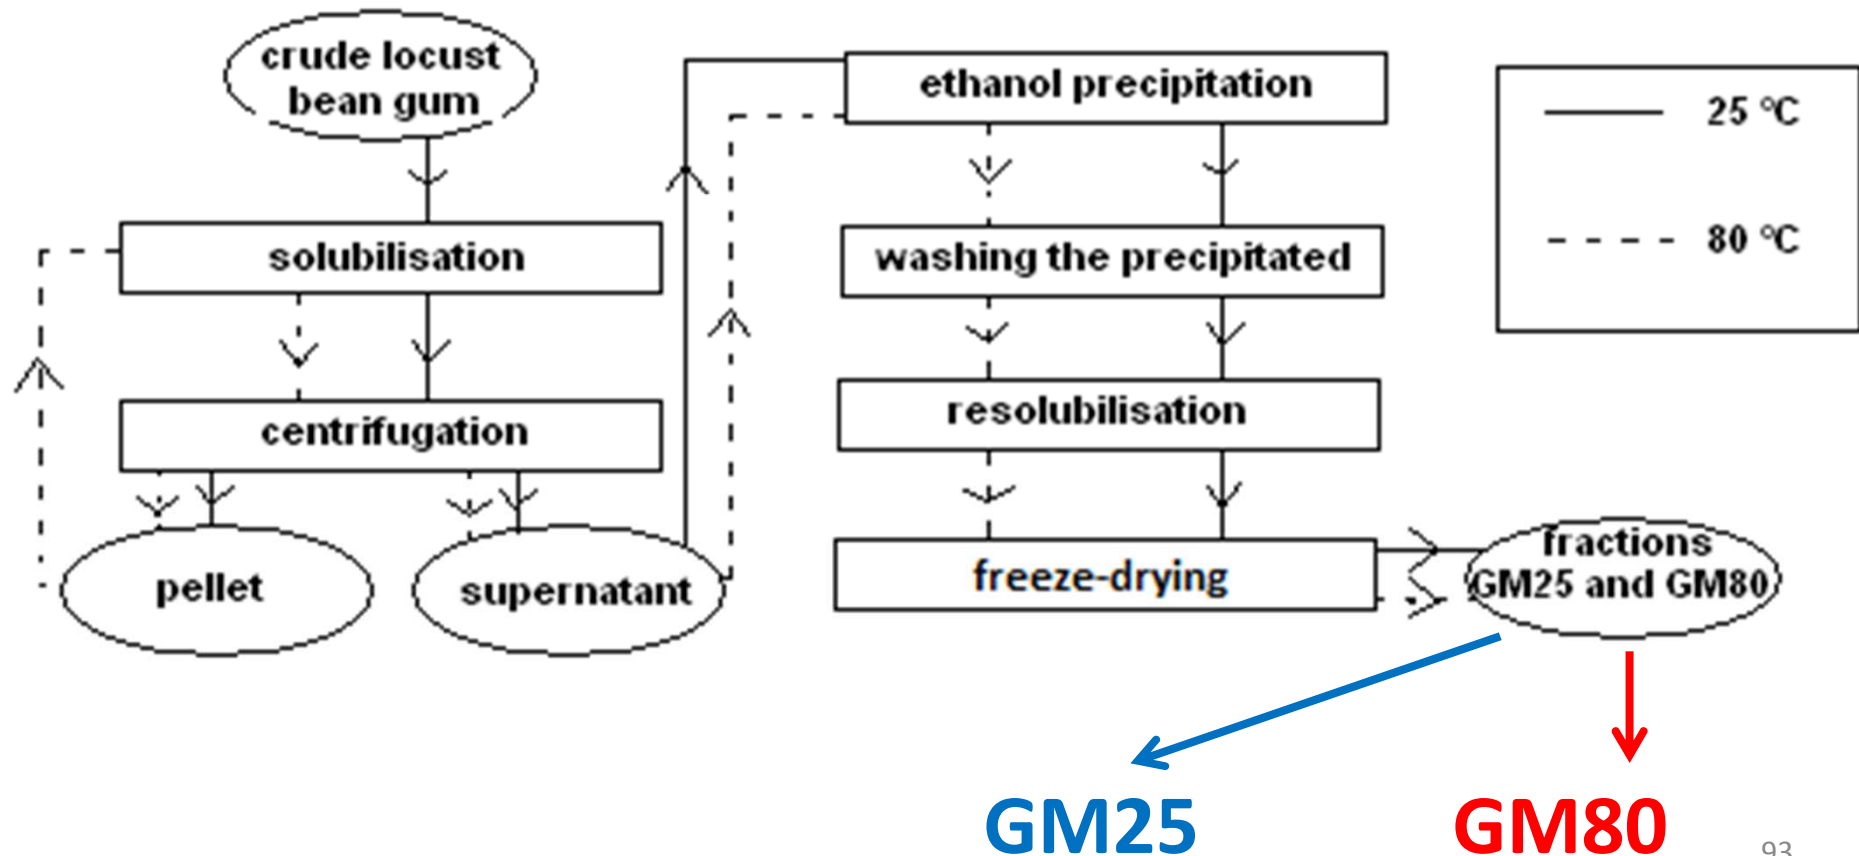 crude locust
bean gum
solubilisation
centrifugation
pellet
supernatant
ethanol precipitation
washing the precipitated
resolubilisation
freeze-drying
fractions
GM25 and GM80
25 °C
80 °C
GM25
GM80
93